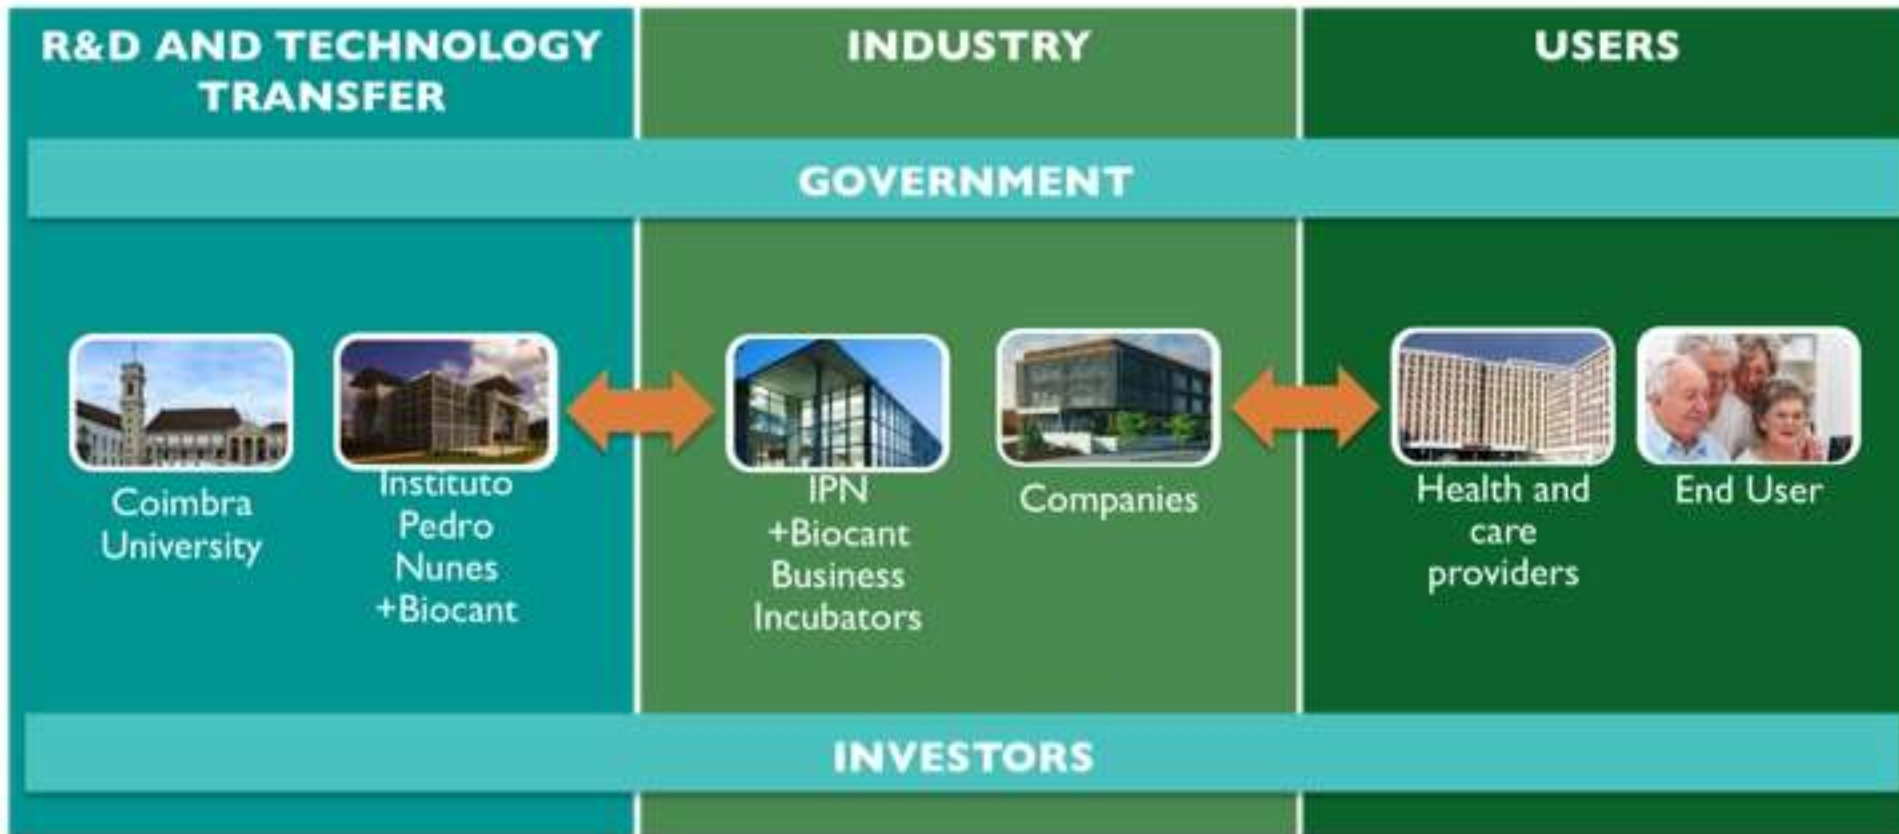 R&D AND TECHNOLOGY
TRANSFER
INDUSTRY
USERS
GOVERNMENT
Coimbra
University
Instituto
Pedro
Nunes
+Biocant
IPN
+Biocant
Business
Incubators
Companies
Health and
care
providers
End User
INVESTORS